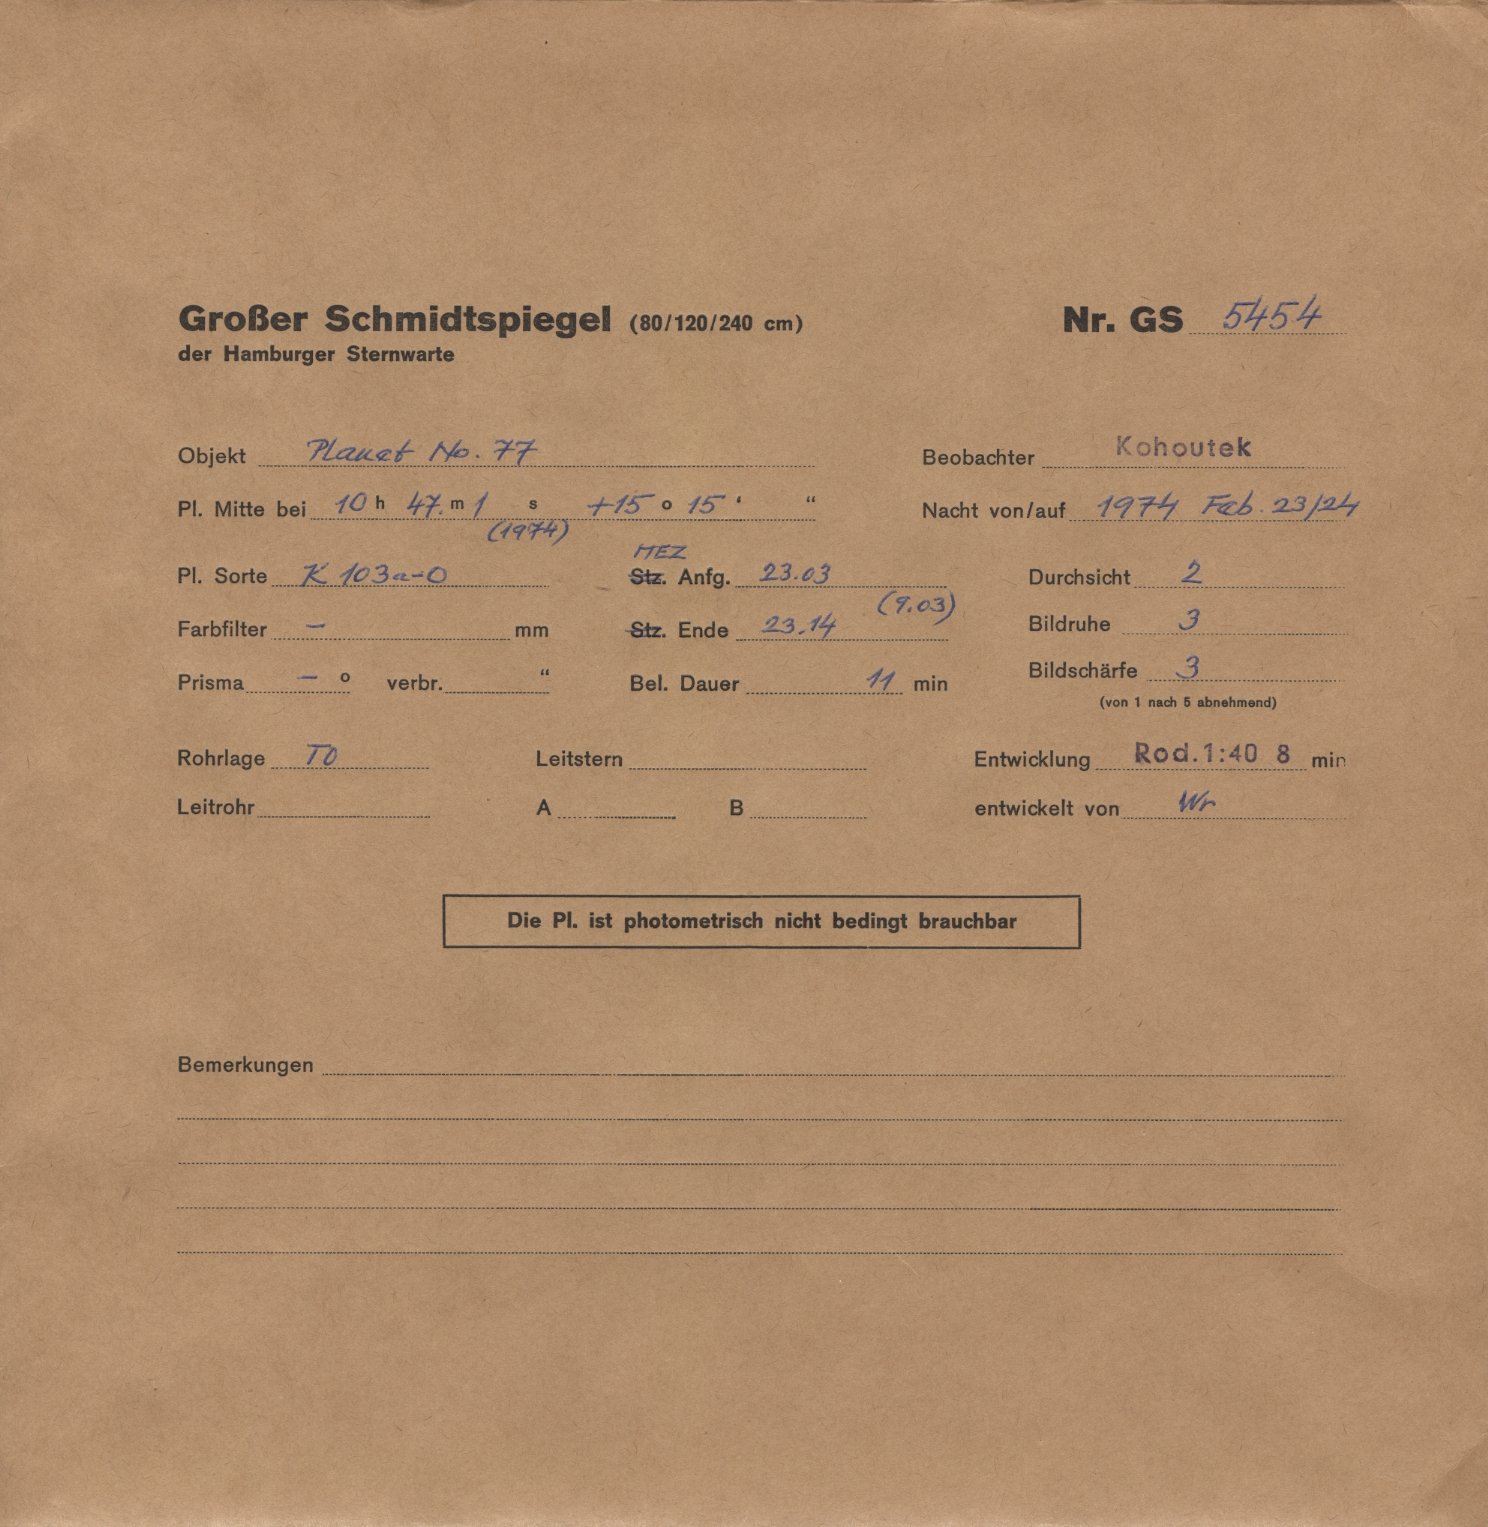 Großer Schmidtspiegel (80/120/240 cm) Nr. GS 5454
der Hamburger Sternwarte
Objekt Planet No. 77 Beobachter Kohoutek
Pl. Mitte bei 10 h 47. m 1 s +15 o 15 ‘ “ Nacht von/auf 1974 Feb. 23/24
(1974)
MEZ
Pl. Sorte K 103a-O Stz. Anfg. 23.03 Durchsicht 2
(9.03)
Farbfilter – mm Stz. Ende 23.14 Bildruhe 3
Prisma – o verbr. “ Bel. Dauer 11 min Bildschärfe 3
(von 1 nach 5 abnehmend)
Rohrlage TO Leitstern Entwicklung Rod. 1:40 8 min
Leitrohr A B entwickelt von Wr
Die Pl. ist photometrisch nicht bedingt brauchbar
Bemerkungen